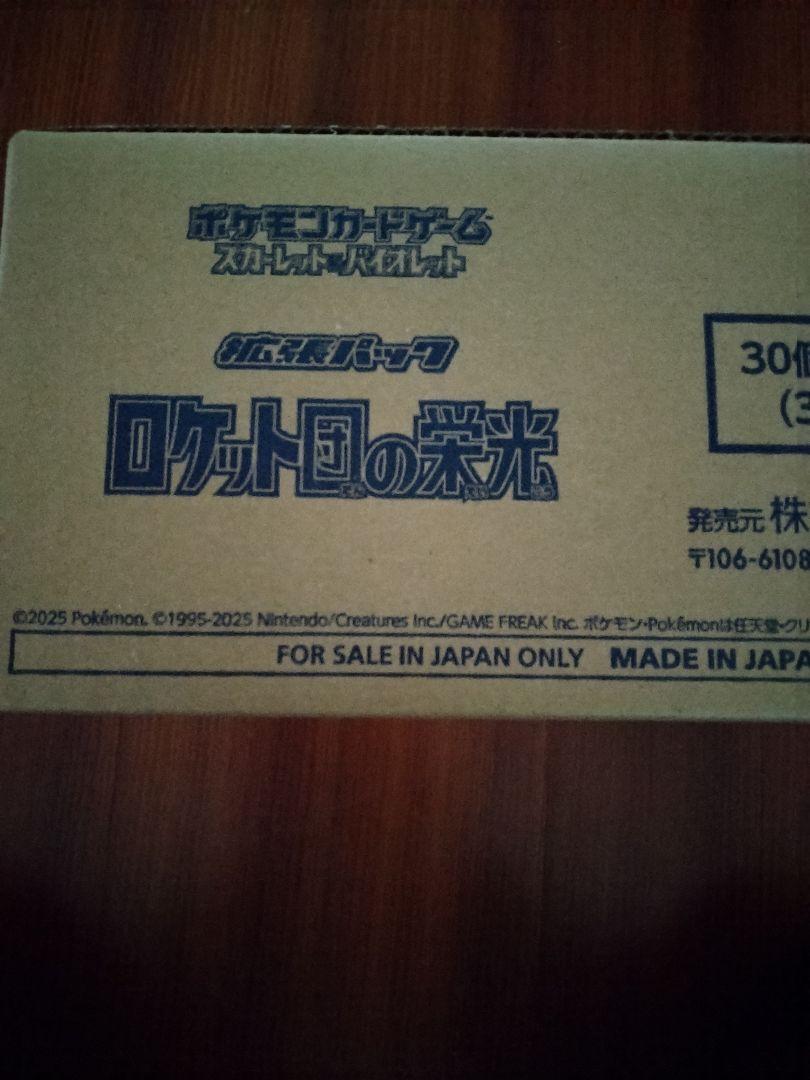 ポケモンカードゲーム
スカーレット&バイオレット
拡張パック
ロケット団の栄光
30個
(3
発売元 株
〒106-6108
©2025 Pokémon. ©1995-2025 Nintendo/Creatures Inc./GAME FREAK Inc. ポケモン・Pokémonは任天堂・クリ
FOR SALE IN JAPAN ONLY MADE IN JAPA